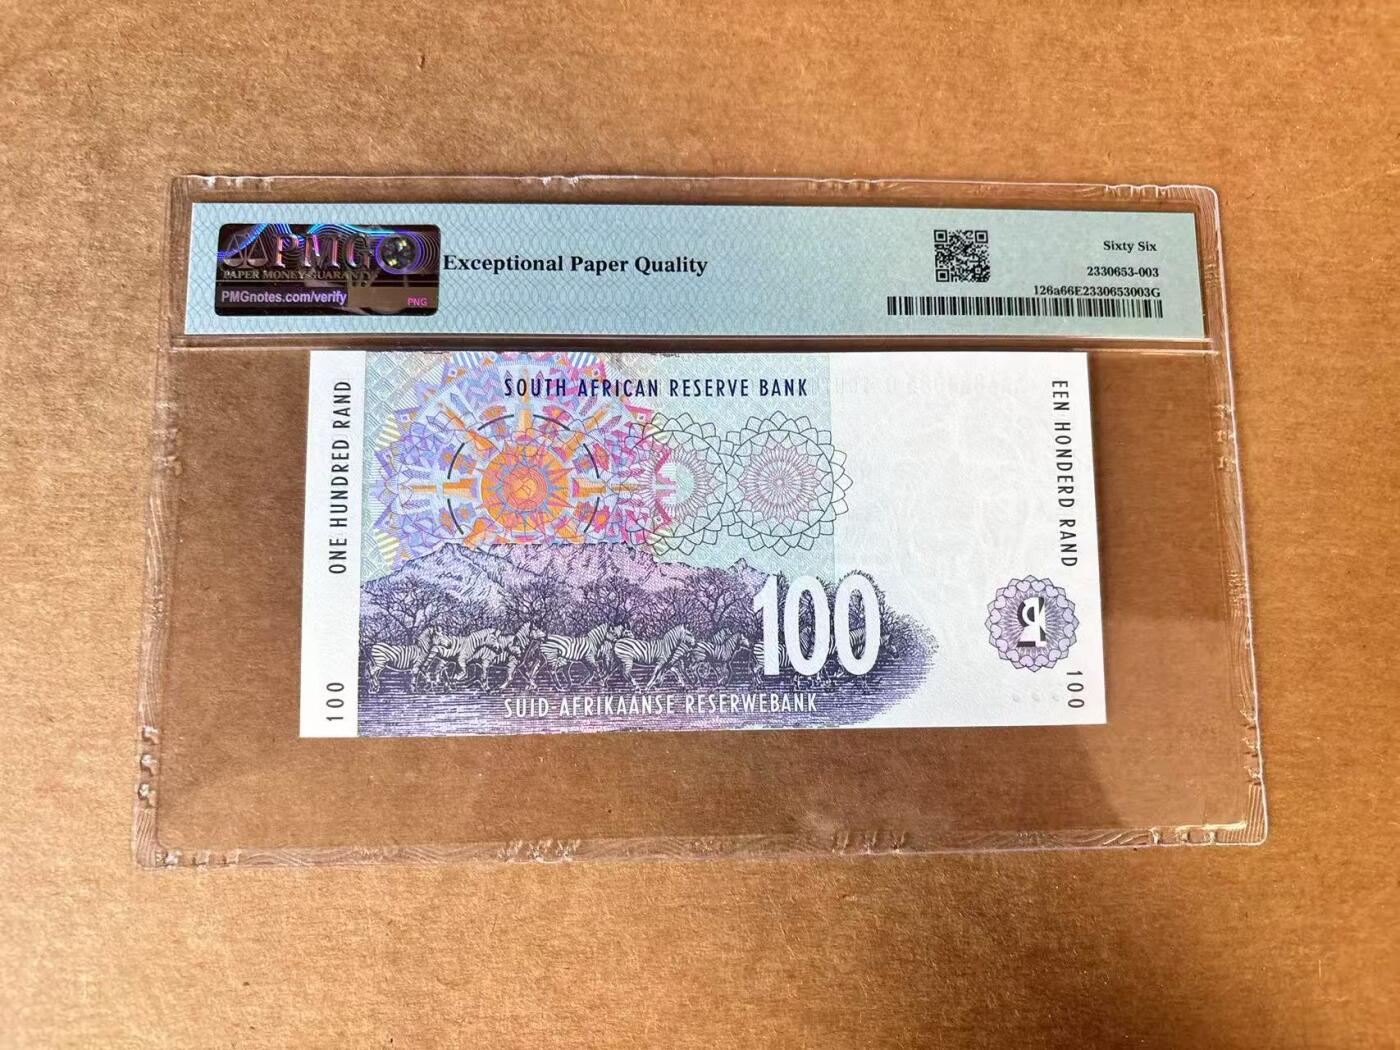 PMG
PAPER MONEY GUARANTY
PMGnotes.com/verify
PNG
Exceptional Paper Quality
Sixty Six
2330653-003
126a66E2330653003G
SOUTH AFRICAN RESERVE BANK
ONE HUNDRED RAND
100
EEN HONDERD RAND
100
100
SUID-AFRIKAANSE RESERWEBANK